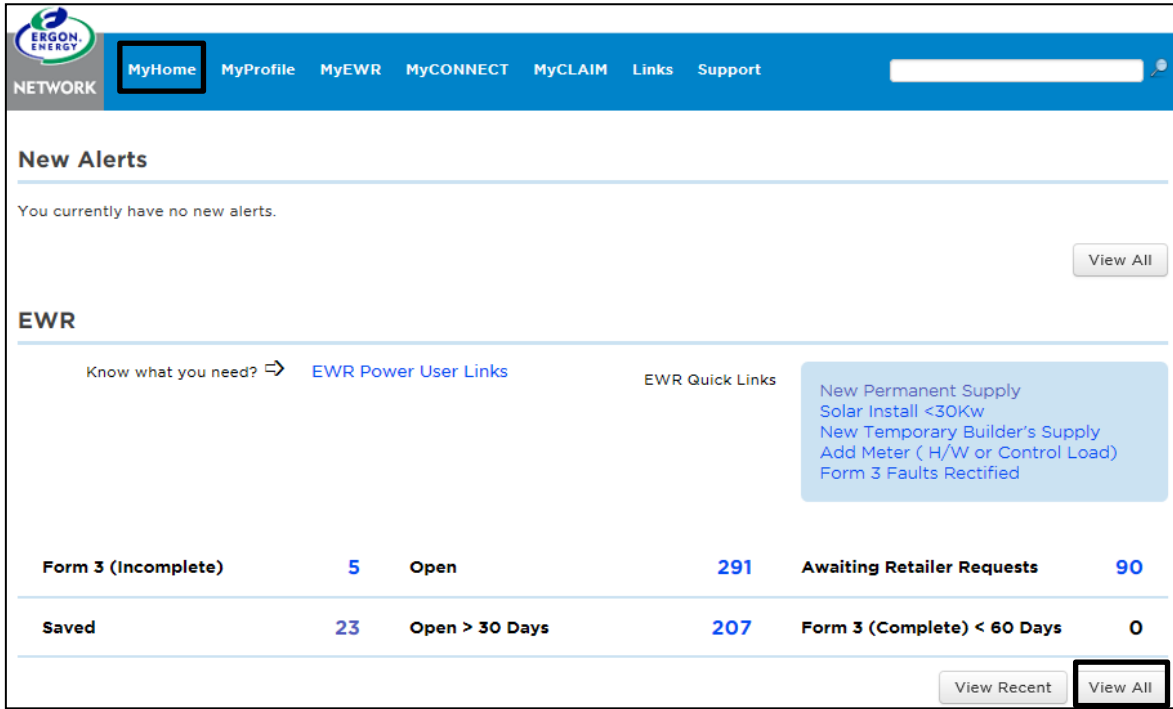 ERGON.
ENERGY
NETWORK
MyHome MyProfile MyEWR MyCONNECT MyCLAIM Links Support
New Alerts
You currently have no new alerts.
View All
EWR
Know what you need? ⇨ EWR Power User Links EWR Quick Links
New Permanent Supply
Solar Install <30Kw
New Temporary Builder's Supply
Add Meter ( H/W or Control Load)
Form 3 Faults Rectified
Form 3 (Incomplete) 5 Open 291 Awaiting Retailer Requests 90
Saved 23 Open > 30 Days 207 Form 3 (Complete) < 60 Days 0
View Recent View All